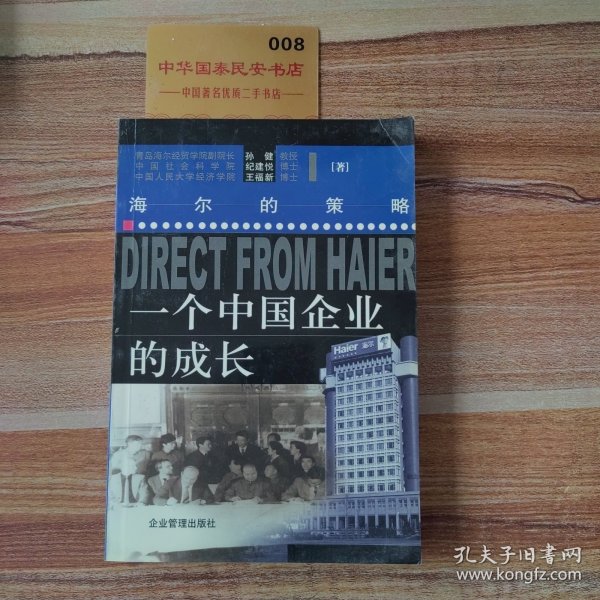 008
中华国泰民安书店
——中国著名优质二手书店——
青岛海尔经贸学院副院长 孙健 教授
中国社会科学院 纪建悦 博士
中国人民大学经济学院 王福新 博士
[著]
海尔的策略
DIRECT FROM HAIER
一个中国企业
的成长
Haier 海尔
企业管理出版社
孔夫子旧书网
www.kongfz.com